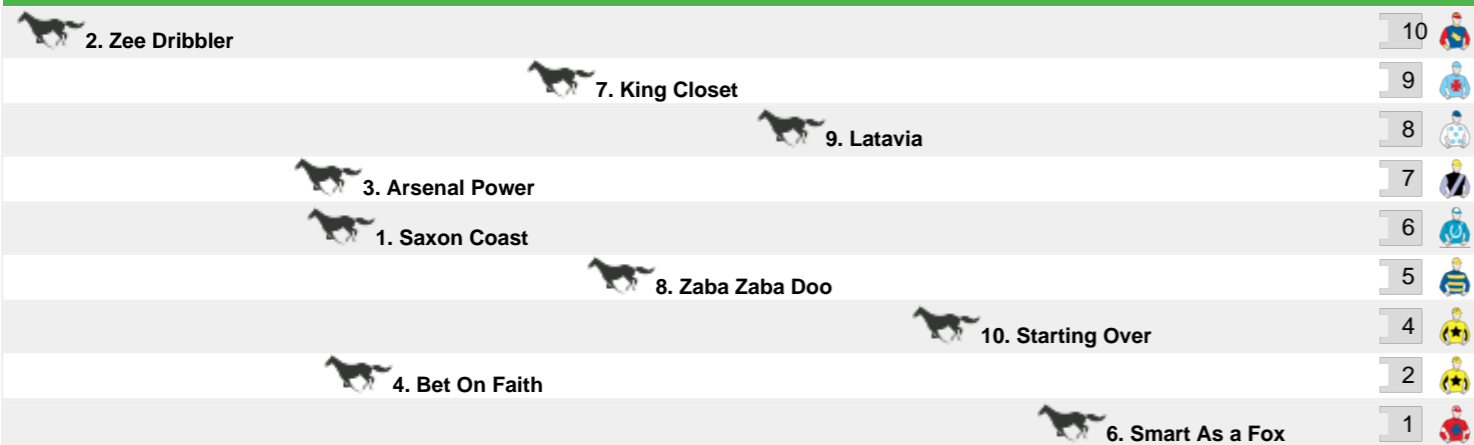 2. Zee Dribbler 10
7. King Closet 9
9. Latavia 8
3. Arsenal Power 7
1. Saxon Coast 6
8. Zaba Zaba Doo 5
10. Starting Over 4
4. Bet On Faith 2
6. Smart As a Fox 1